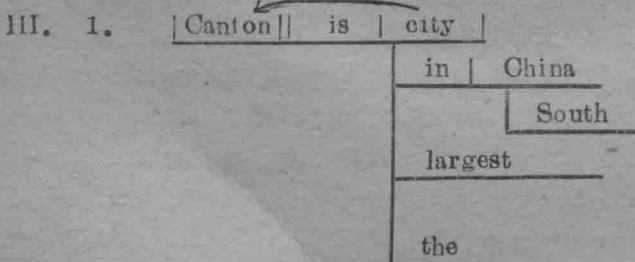 III. 1. Canton is city
in China
South
largest
the